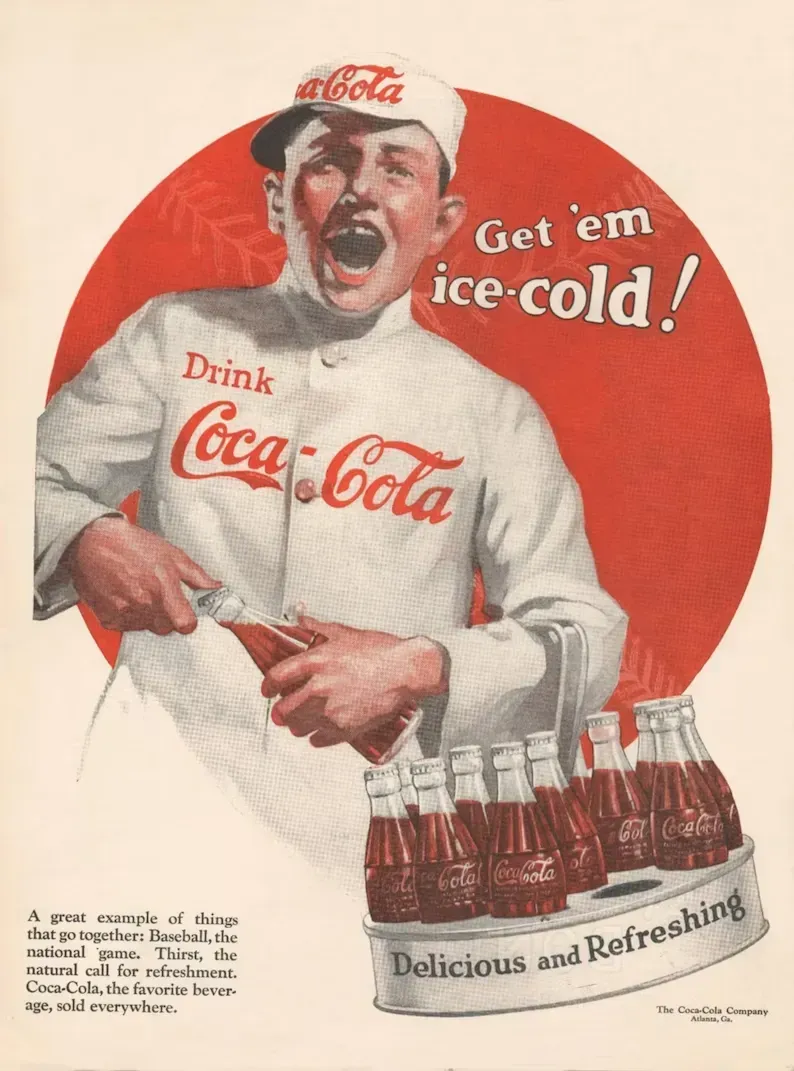 a-Cola
Get 'em
ice-cold!
Drink
Coca-Cola
Coca-Cola
Delicious and Refreshing
A great example of things
that go together: Baseball, the
national game. Thirst, the
natural call for refreshment.
Coca-Cola, the favorite bever-
age, sold everywhere.
The Coca-Cola Company
Atlanta, Ga.